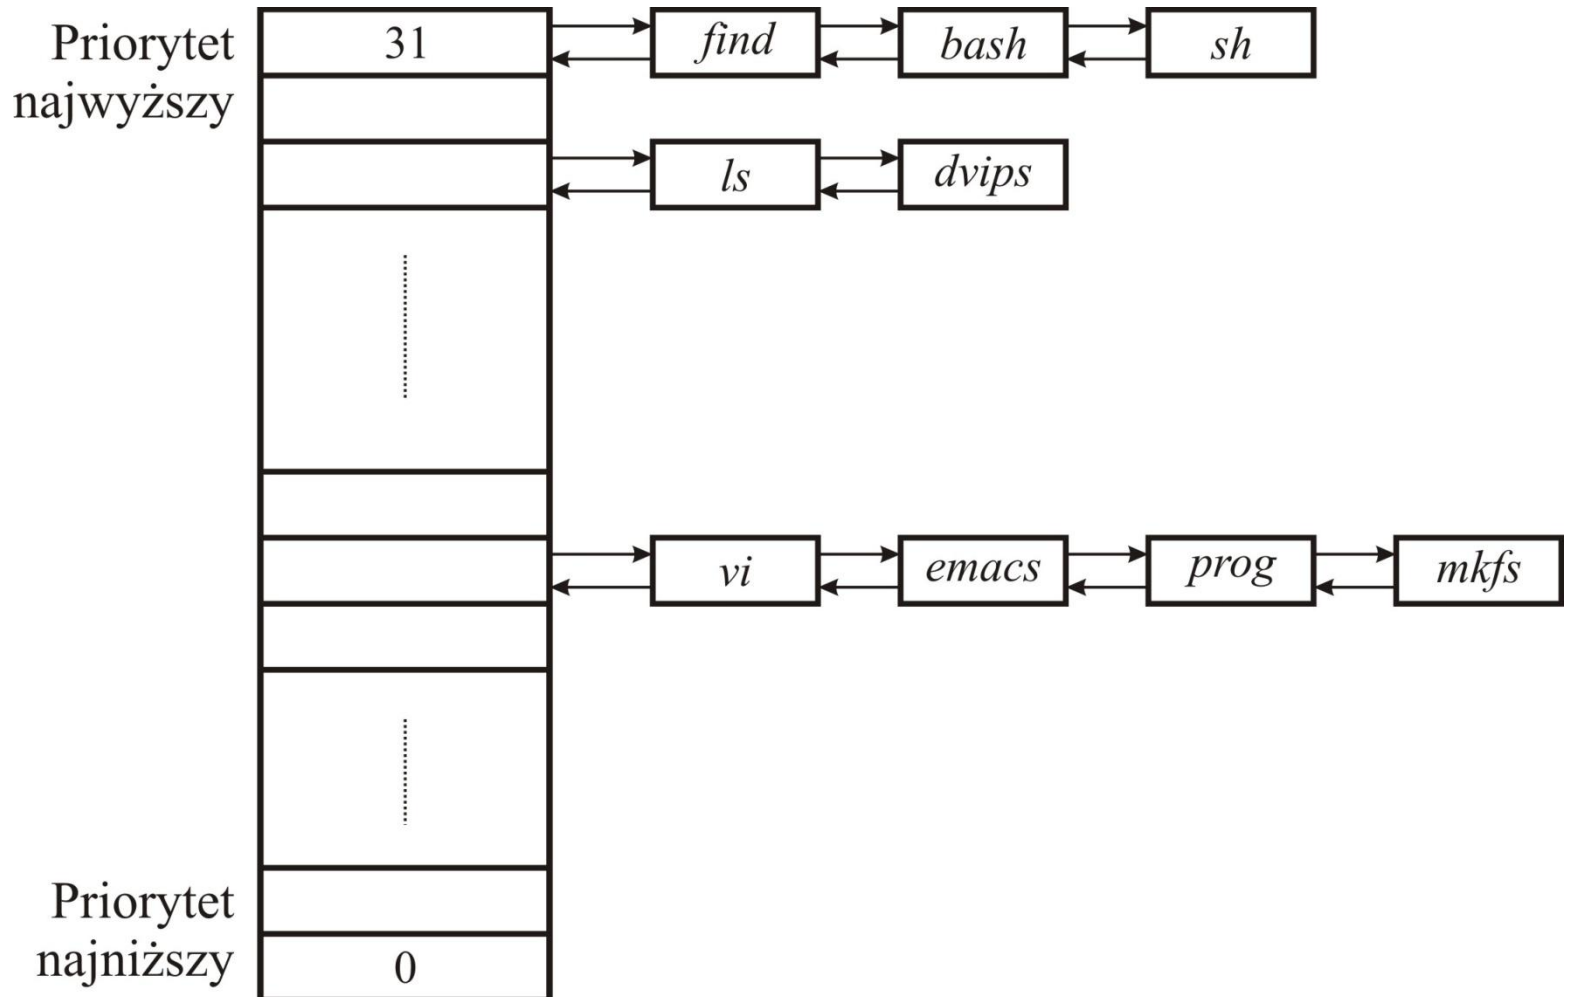 Priorytet
najwyższy
31
find
bash
sh
ls
dvips
vi
emacs
prog
mkfs
Priorytet
najniższy
0